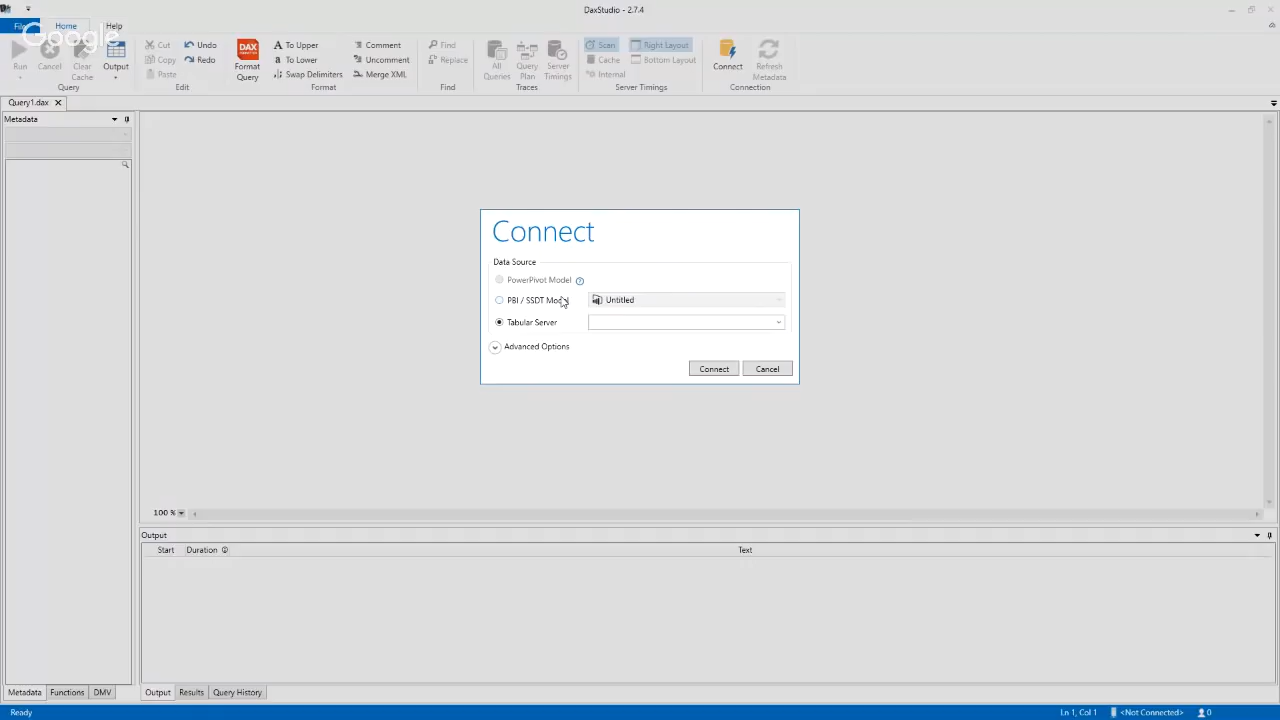 DaxStudio - 2.7.4
File Home Help
Google
Run Cancel Clear Cache Output
Query
Cut Undo
Copy Redo
Paste
Edit
Format Query
To Upper Comment
To Lower Uncomment
Swap Delimiters Merge XML
Format
Find
Replace
Find
All Queries Query Plan Server Timings
Traces
Scan Right Layout
Cache Bottom Layout
Internal
Server Timings
Connect Refresh Metadata
Connection
Query1.dax
Metadata
Connect
Data Source
PowerPivot Model
PBI / SSDT Model Untitled
Tabular Server
Advanced Options
Connect Cancel
100 %
Output
Start Duration Text
Metadata Functions DMV
Output Results Query History
Ready Ln 1, Col 1 <Not Connected> 0